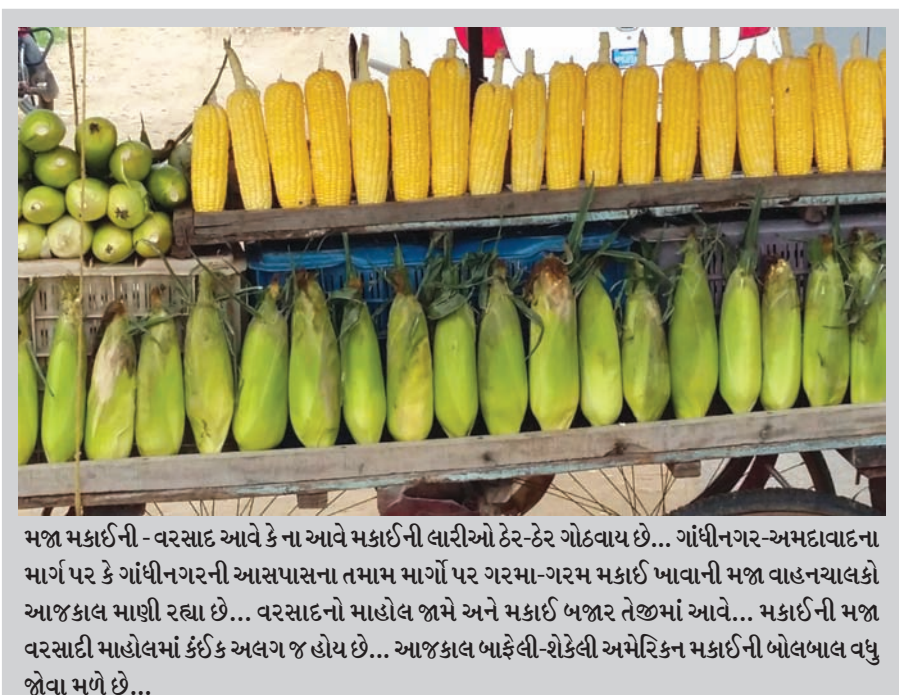 મજા મકાઈની - વરસાદ આવે કે ના આવે મકાઈની લારીઓ ઠેર-ઠેર ગોઠવાય છે... ગાંધીનગર-અમદાવાદના
માર્ગ પર કે ગાંધીનગરની આસપાસના તમામ માર્ગો પર ગરમા-ગરમ મકાઈ ખાવાની મજા વાહનચાલકો
આજકાલ માણી રહ્યા છે... વરસાદનો માહોલ જામે અને મકાઈ બજાર તેજીમાં આવે... મકાઈની મજા
વરસાદી માહોલમાં કંઈક અલગ જ હોય છે... આજકાલ બાફેલી-શેકેલી અમેરિકન મકાઈની બોલબાલ વધુ
જોવા મળે છે...